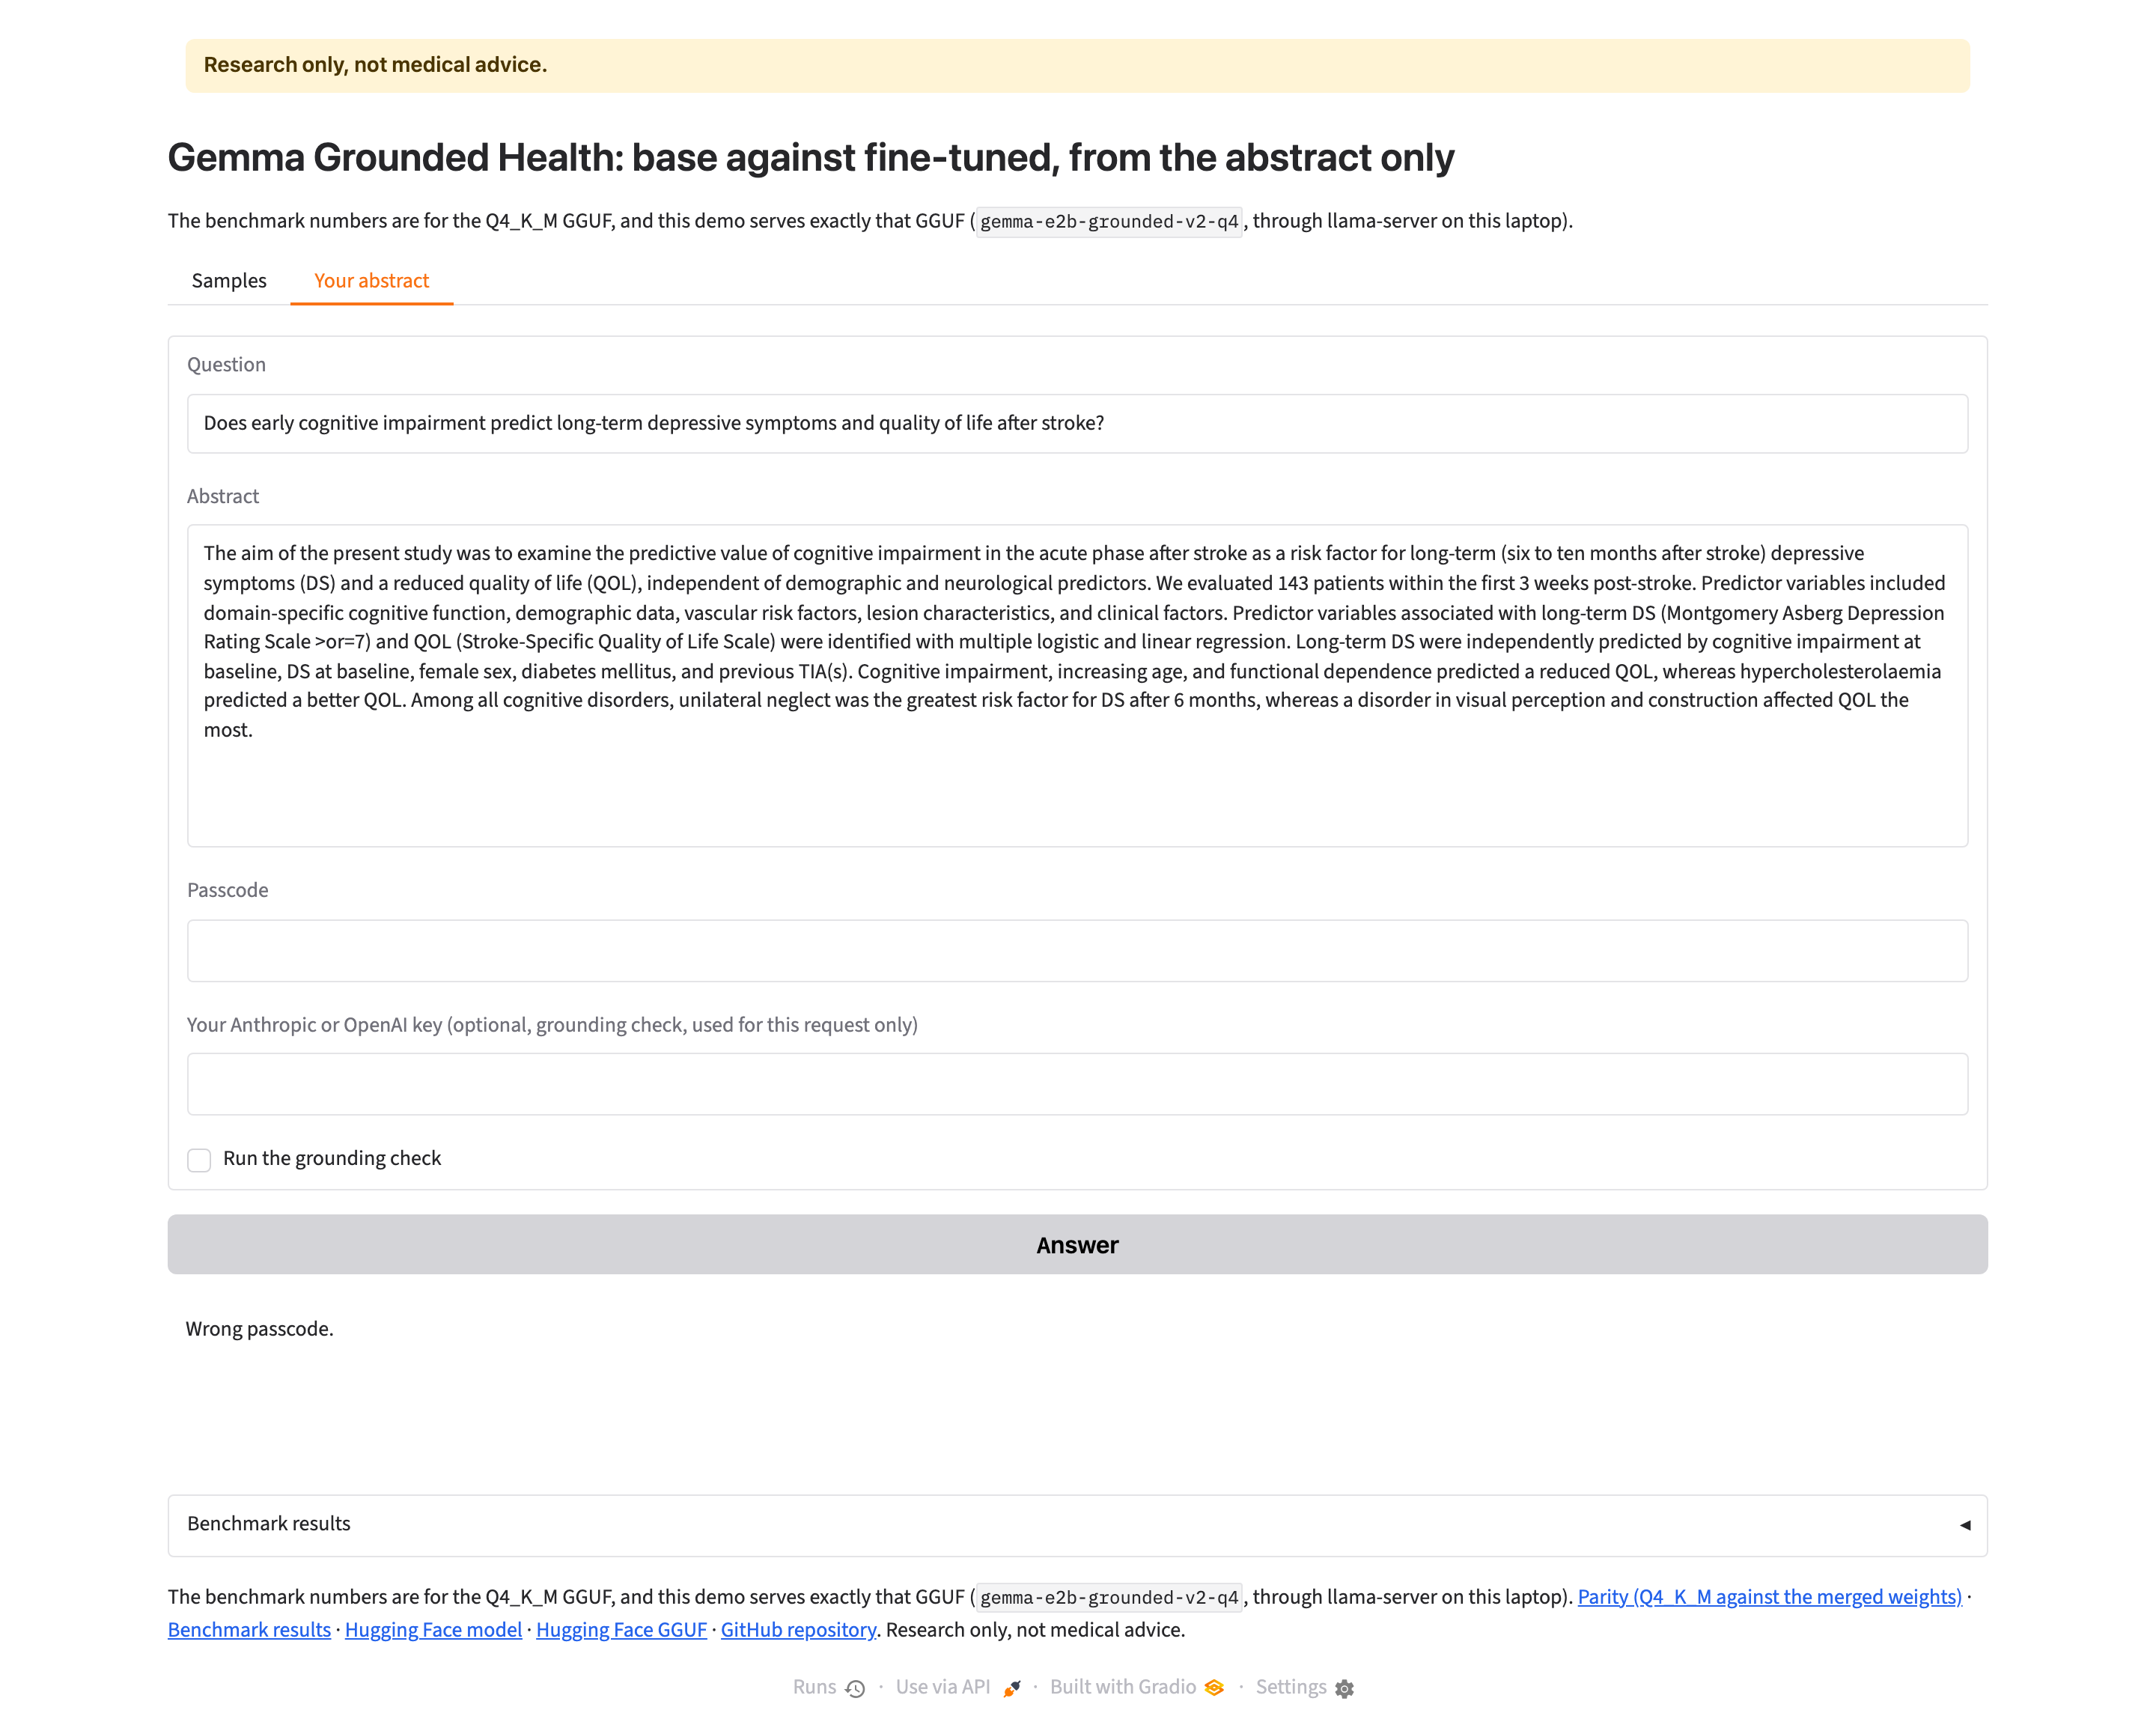 Research only, not medical advice.
Gemma Grounded Health: base against fine-tuned, from the abstract only
The benchmark numbers are for the Q4_K_M GGUF, and this demo serves exactly that GGUF (gemma-e2b-grounded-v2-q4, through llama-server on this laptop).
Samples Your abstract
Question
Does early cognitive impairment predict long-term depressive symptoms and quality of life after stroke?
Abstract
The aim of the present study was to examine the predictive value of cognitive impairment in the acute phase after stroke as a risk factor for long-term (six to ten months after stroke) depressive
symptoms (DS) and a reduced quality of life (QOL), independent of demographic and neurological predictors. We evaluated 143 patients within the first 3 weeks post-stroke. Predictor variables included
domain-specific cognitive function, demographic data, vascular risk factors, lesion characteristics, and clinical factors. Predictor variables associated with long-term DS (Montgomery Asberg Depression
Rating Scale >or=7) and QOL (Stroke-Specific Quality of Life Scale) were identified with multiple logistic and linear regression. Long-term DS were independently predicted by cognitive impairment at
baseline, DS at baseline, female sex, diabetes mellitus, and previous TIA(s). Cognitive impairment, increasing age, and functional dependence predicted a reduced QOL, whereas hypercholesterolaemia
predicted a better QOL. Among all cognitive disorders, unilateral neglect was the greatest risk factor for DS after 6 months, whereas a disorder in visual perception and construction affected QOL the
most.
Passcode
Your Anthropic or OpenAI key (optional, grounding check, used for this request only)
Run the grounding check
Answer
Wrong passcode.
Benchmark results
The benchmark numbers are for the Q4_K_M GGUF, and this demo serves exactly that GGUF (gemma-e2b-grounded-v2-q4, through llama-server on this laptop). Parity (Q4_K_M against the merged weights) ·
Benchmark results · Hugging Face model · Hugging Face GGUF · GitHub repository. Research only, not medical advice.
Runs · Use via API · Built with Gradio · Settings